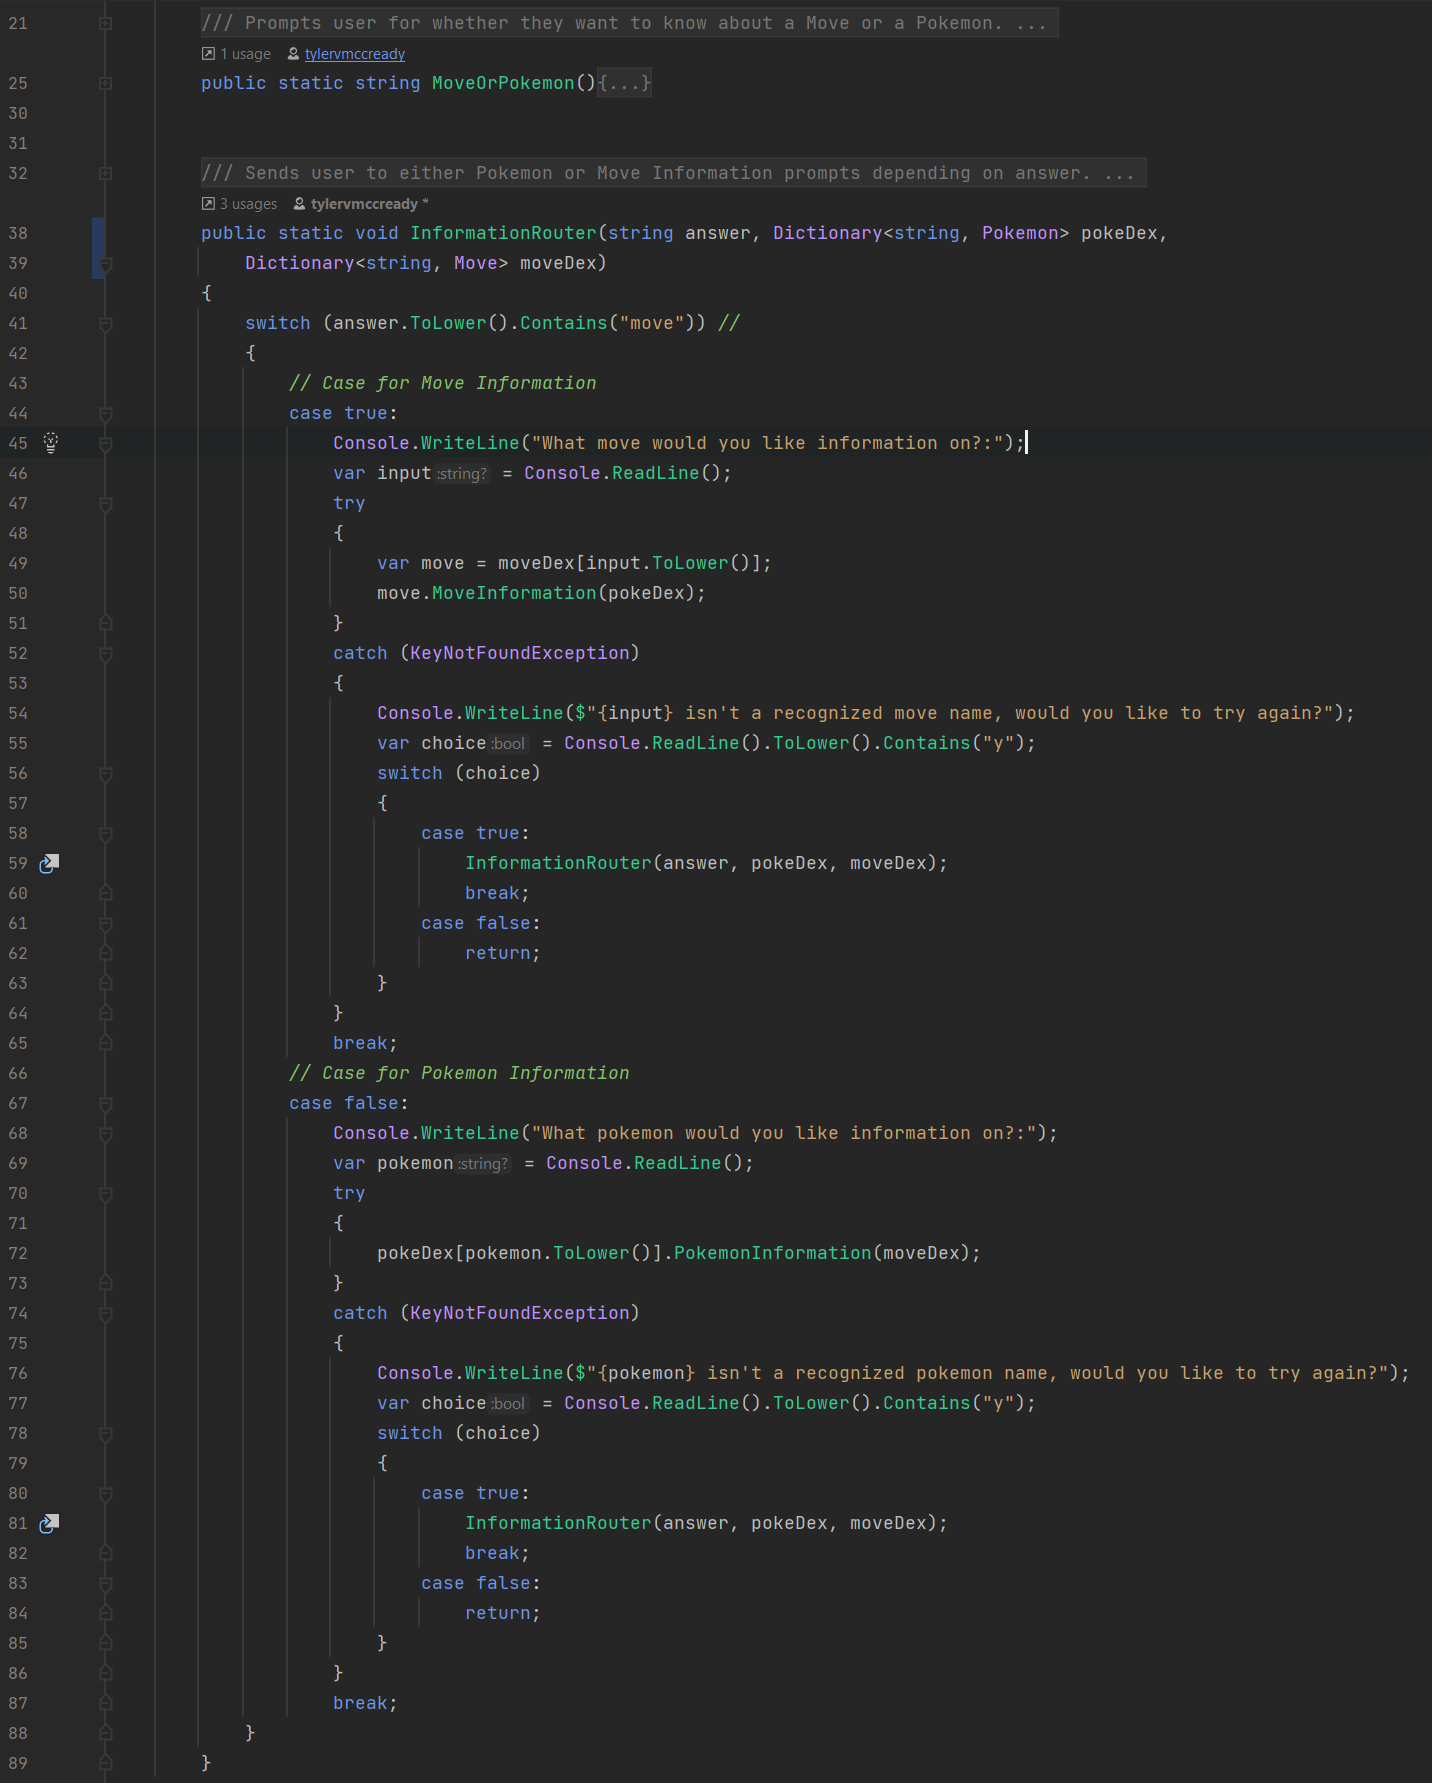 21 /// Prompts user for whether they want to know about a Move or a Pokemon. ...
1 usage tylervmccready
25 public static string MoveOrPokemon(){...}
30
31
32 /// Sends user to either Pokemon or Move Information prompts depending on answer. ...
3 usages tylervmccready *
38 public static void InformationRouter(string answer, Dictionary<string, Pokemon> pokeDex,
39 Dictionary<string, Move> moveDex)
40 {
41 switch (answer.ToLower().Contains("move")) //
42 {
43 // Case for Move Information
44 case true:
45 Console.WriteLine("What move would you like information on?:");
46 var input :string? = Console.ReadLine();
47 try
48 {
49 var move = moveDex[input.ToLower()];
50 move.MoveInformation(pokeDex);
51 }
52 catch (KeyNotFoundException)
53 {
54 Console.WriteLine($"{input} isn't a recognized move name, would you like to try again?");
55 var choice :bool = Console.ReadLine().ToLower().Contains("y");
56 switch (choice)
57 {
58 case true:
59 InformationRouter(answer, pokeDex, moveDex);
60 break;
61 case false:
62 return;
63 }
64 }
65 break;
66 // Case for Pokemon Information
67 case false:
68 Console.WriteLine("What pokemon would you like information on?:");
69 var pokemon :string? = Console.ReadLine();
70 try
71 {
72 pokeDex[pokemon.ToLower()].PokemonInformation(moveDex);
73 }
74 catch (KeyNotFoundException)
75 {
76 Console.WriteLine($"{pokemon} isn't a recognized pokemon name, would you like to try again?");
77 var choice :bool = Console.ReadLine().ToLower().Contains("y");
78 switch (choice)
79 {
80 case true:
81 InformationRouter(answer, pokeDex, moveDex);
82 break;
83 case false:
84 return;
85 }
86 }
87 break;
88 }
89 }